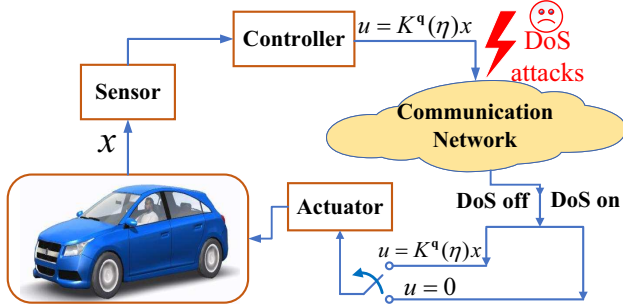 Controller
u = K^q(η)x
DoS
attacks
Sensor
Communication
Network
x
DoS off
DoS on
Actuator
u = K^q(η)x
u = 0